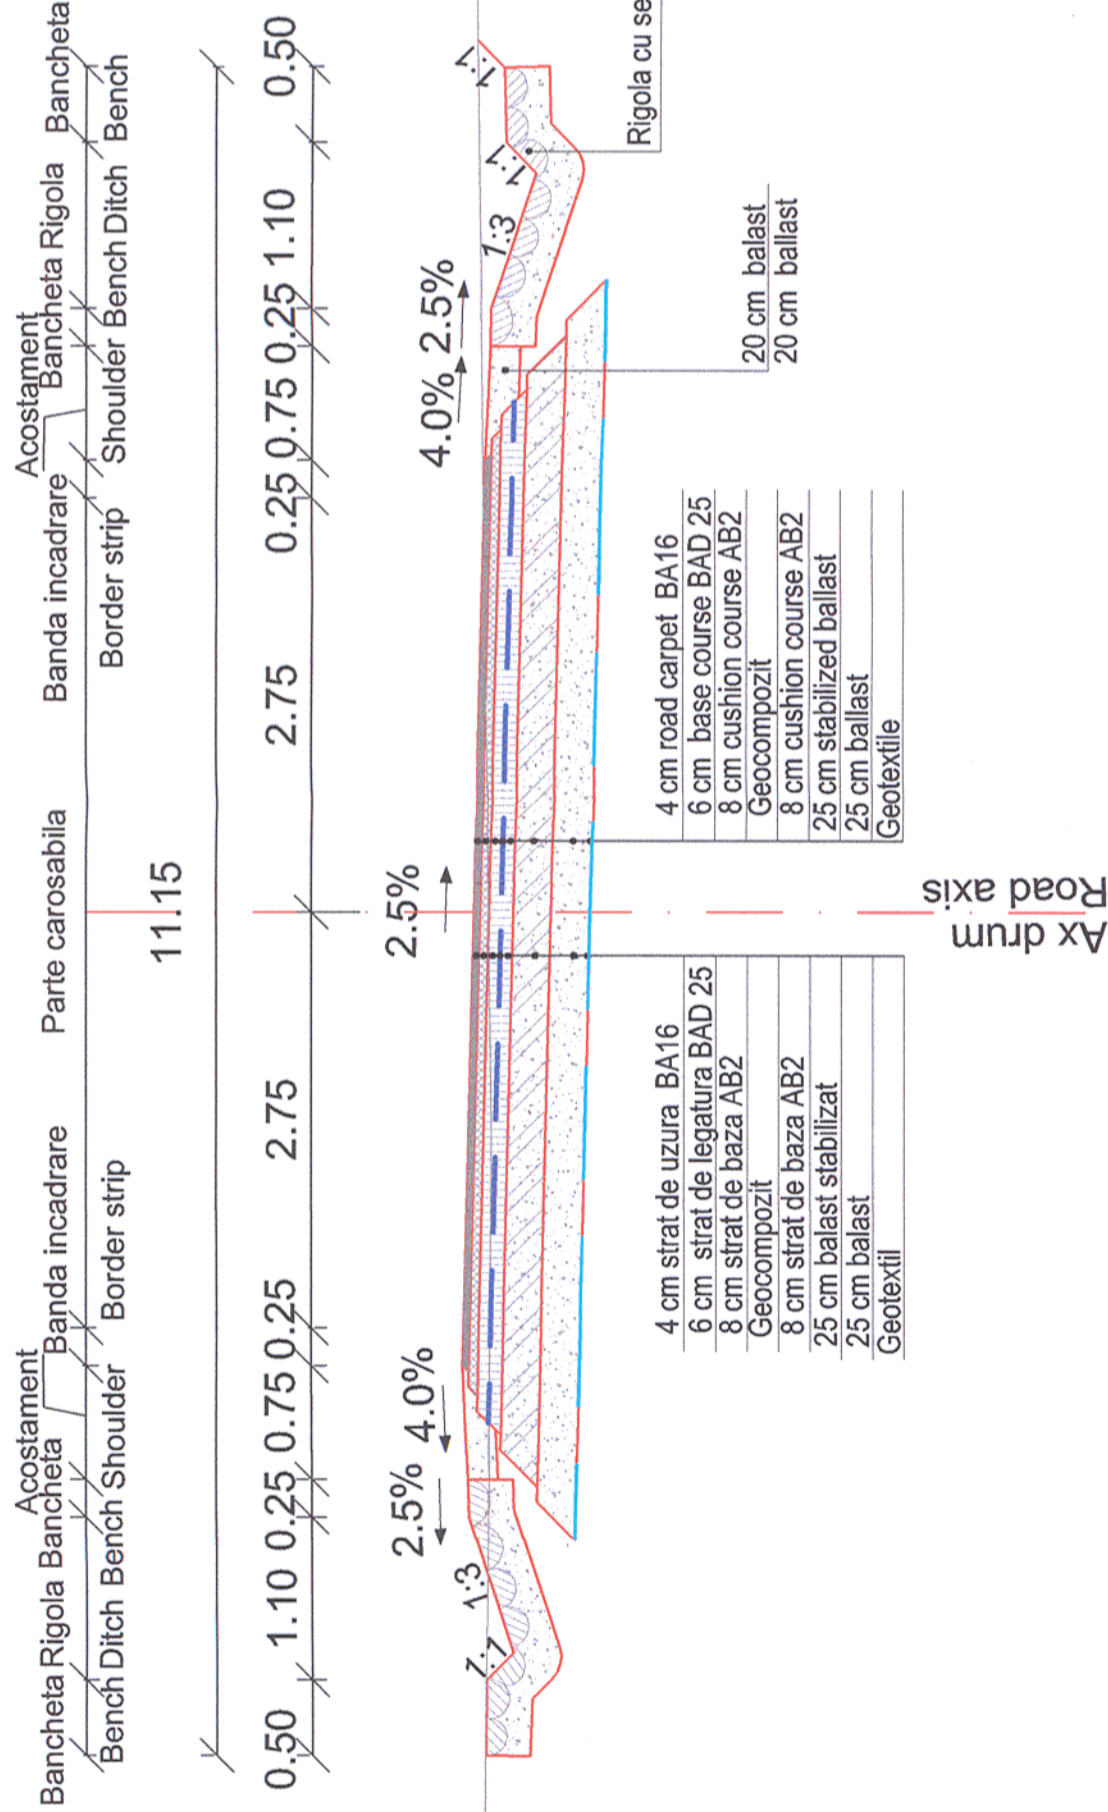 Bancheta Rigola Bancheta Acostament Banda incadrare Parte carosabila Banda incadrare Acostament Bancheta Rigola Bancheta
Bench Ditch Bench Shoulder Border strip Border strip Shoulder Bench Ditch Bench
11.15
0.50 1.10 0.25 0.75 0.25 2.75 2.75 0.25 0.75 0.25 1.10 0.50
2.5% 4.0% 2.5% 4.0% 2.5%
1:1 1:3 1:3 1:1 1:1
4 cm strat de uzura BA16
6 cm strat de legatura BAD 25
8 cm strat de baza AB2
Geocompozit
8 cm strat de baza AB2
25 cm balast stabilizat
25 cm balast
Geotextil
4 cm road carpet BA16
6 cm base course BAD 25
8 cm cushion course AB2
Geocompozit
8 cm cushion course AB2
25 cm stabilized ballast
25 cm ballast
Geotextile
20 cm balast
20 cm ballast
Rigola cu se
Ax drum
Road axis